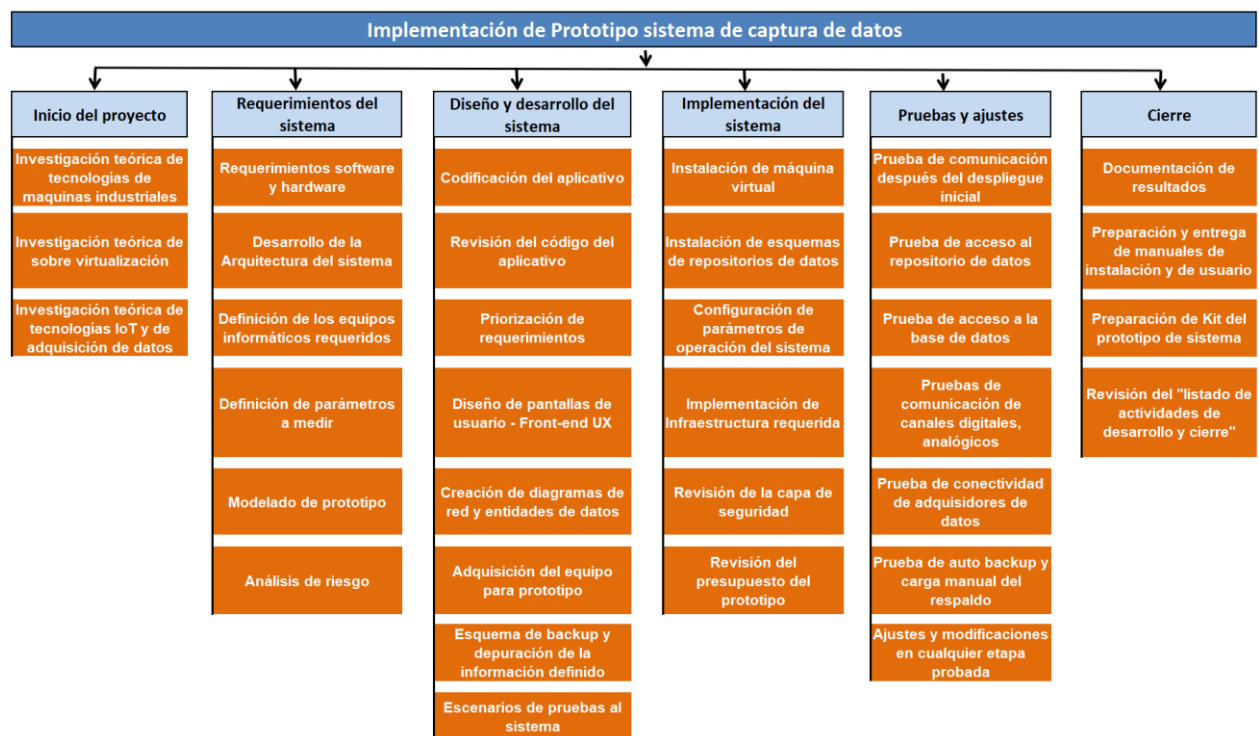 Implementación de Prototipo sistema de captura de datos
Inicio del proyecto
Investigación teórica de
tecnologías de
maquinas industriales
Investigación teórica de
sobre virtualización
Investigación teórica de
tecnologías IoT y de
adquisición de datos
Requerimientos del
sistema
Requerimientos software
y hardware
Desarrollo de la
Arquitectura del sistema
Definición de los equipos
informáticos requeridos
Definición de parámetros
a medir
Modelado de prototipo
Análisis de riesgo
Diseño y desarrollo del
sistema
Codificación del aplicativo
Revisión del código del
aplicativo
Priorización de
requerimientos
Diseño de pantallas de
usuario - Front-end UX
Creación de diagramas de
red y entidades de datos
Adquisición del equipo
para prototipo
Esquema de backup y
depuración de la
información definido
Escenarios de pruebas al
sistema
Implementación del
sistema
Instalación de máquina
virtual
Instalación de esquemas
de repositorios de datos
Configuración de
parámetros de
operación del sistema
Implementación de
Infraestructura requerida
Revisión de la capa de
seguridad
Revisión del
presupuesto del
prototipo
Pruebas y ajustes
Prueba de comunicación
después del despliegue
inicial
Prueba de acceso al
repositorio de datos
Prueba de acceso a la
base de datos
Pruebas de
comunicación de
canales digitales,
analógicos
Prueba de conectividad
de adquisidores de
datos
Prueba de auto backup y
carga manual del
respaldo
Ajustes y modificaciones
en cualquier etapa
probada
Cierre
Documentación de
resultados
Preparación y entrega
de manuales de
instalación y de usuario
Preparación de Kit del
prototipo de sistema
Revisión del "listado de
actividades de
desarrollo y cierre"